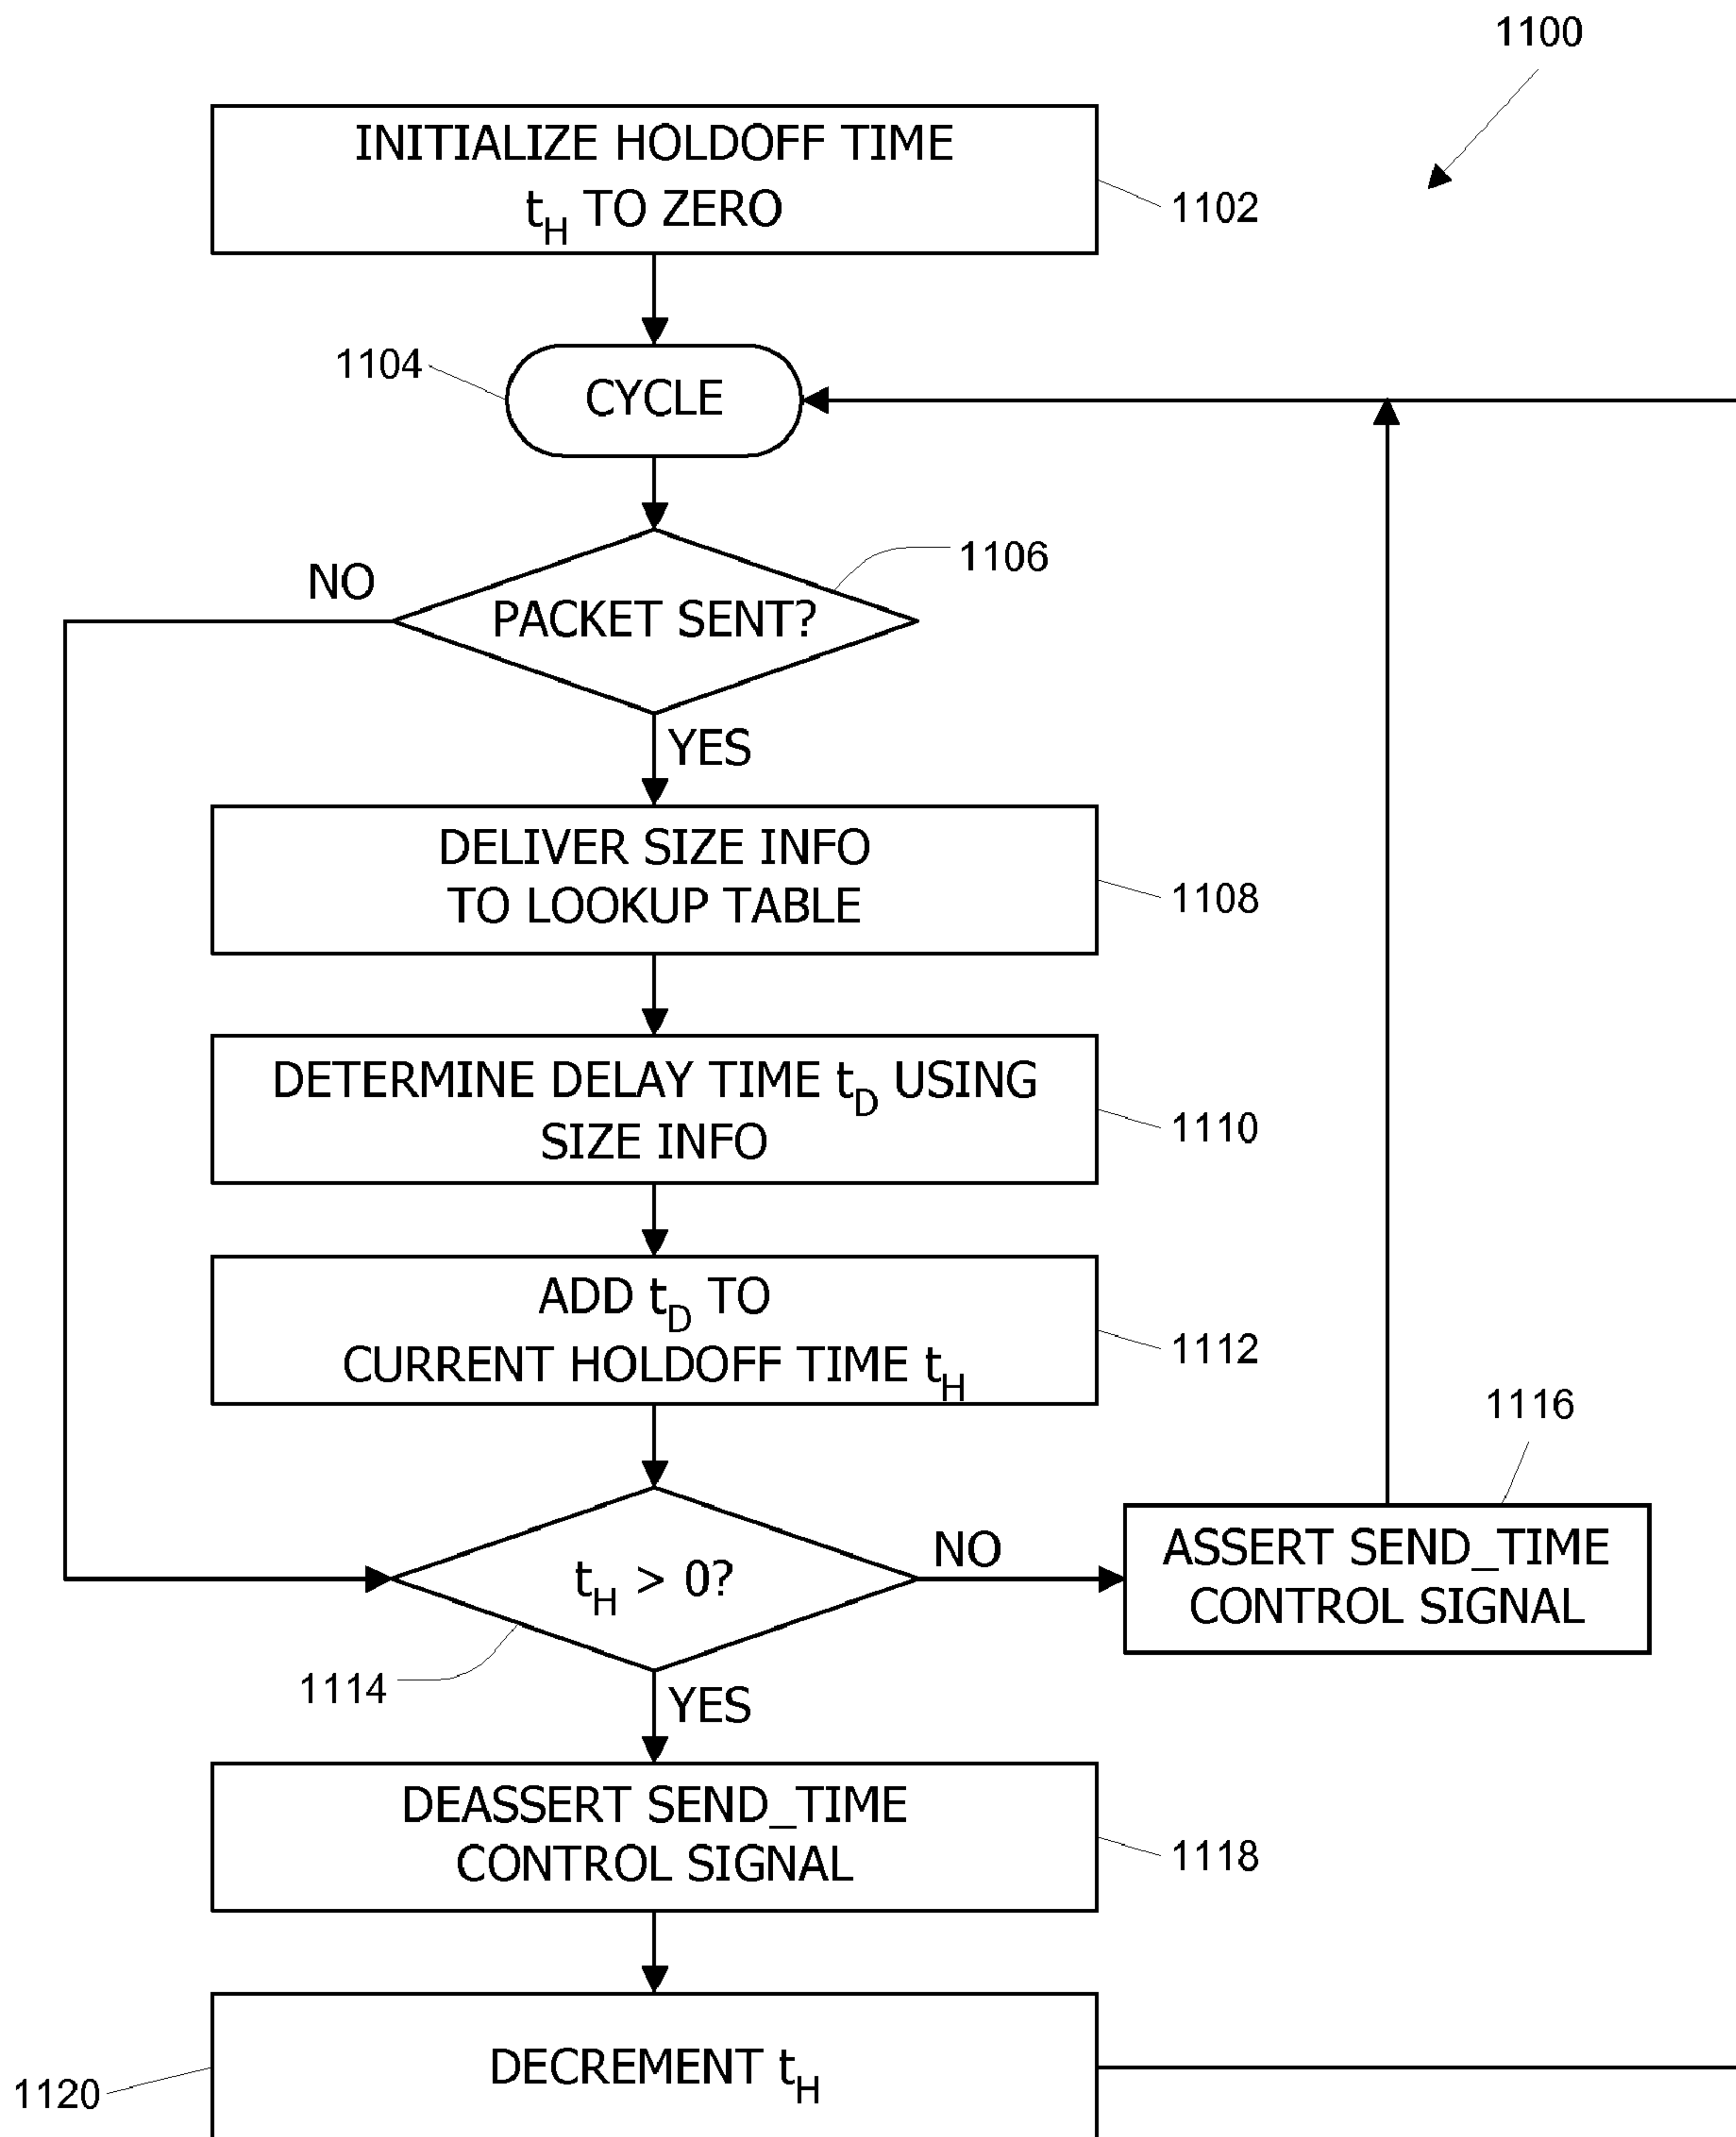 1100
INITIALIZE HOLDOFF TIME
tH TO ZERO
1102
1104
CYCLE
1106
NO
PACKET SENT?
YES
DELIVER SIZE INFO
TO LOOKUP TABLE
1108
DETERMINE DELAY TIME tD USING
SIZE INFO
1110
ADD tD TO
CURRENT HOLDOFF TIME tH
1112
1116
NO
ASSERT SEND_TIME
CONTROL SIGNAL
tH > 0?
1114
YES
DEASSERT SEND_TIME
CONTROL SIGNAL
1118
DECREMENT tH
1120